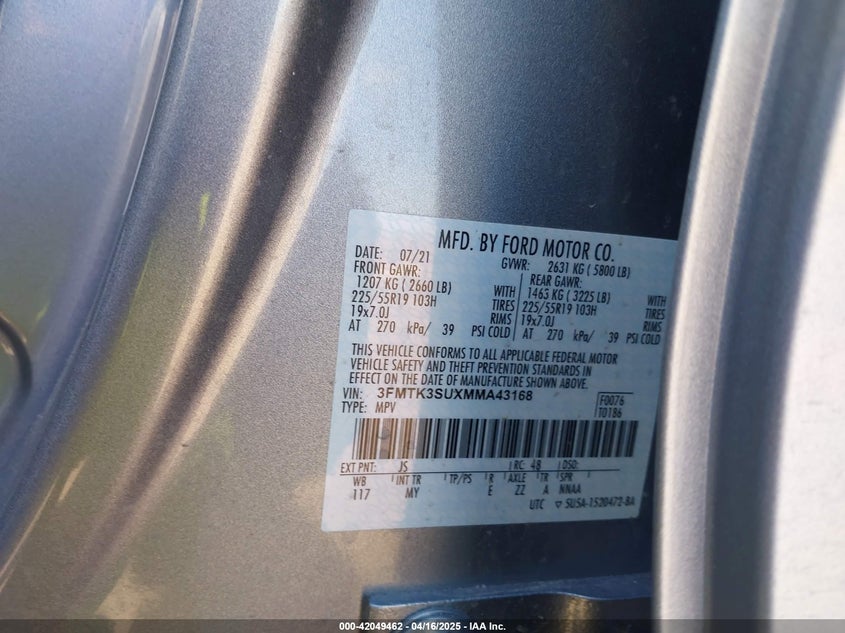 MFD. BY FORD MOTOR CO.
DATE: 07/21 GVWR: 2631 KG ( 5800 LB)
FRONT GAWR: REAR GAWR:
1207 KG ( 2660 LB) WITH 1463 KG ( 3225 LB) WITH
225/55R19 103H TIRES 225/55R19 103H TIRES
19x7.0J RIMS 19x7.0J RIMS
AT 270 kPa/ 39 PSI COLD AT 270 kPa/ 39 PSI COLD
THIS VEHICLE CONFORMS TO ALL APPLICABLE FEDERAL MOTOR
VEHICLE SAFETY AND THEFT PREVENTION STANDARDS IN
EFFECT ON THE DATE OF MANUFACTURE SHOWN ABOVE.
VIN: 3FMTK3SUXMMA43168 F0076
TYPE: MPV T0186
EXT PNT: JS RC: 48 DSO:
WB INT TR TP/PS R AXLE TR SPR
117 MY E ZZ A NNAA
UTC ▽ 5U5A-1520472-BA
000-42049462 - 04/16/2025 - IAA Inc.